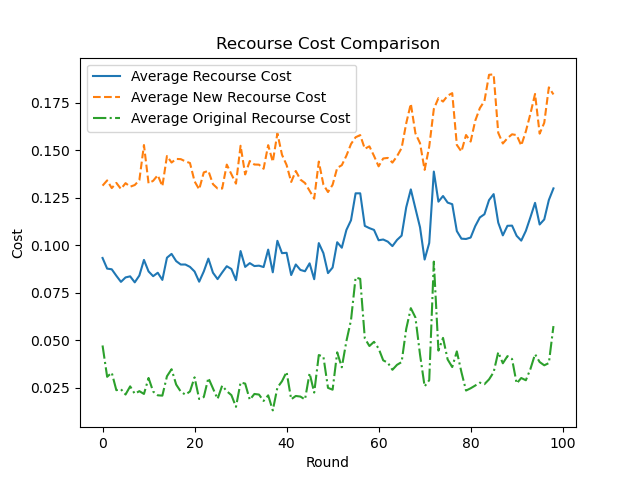 Recourse Cost Comparison
Average Recourse Cost
Average New Recourse Cost
Average Original Recourse Cost
Cost
0.175
0.150
0.125
0.100
0.075
0.050
0.025
0 20 40 60 80 100
Round